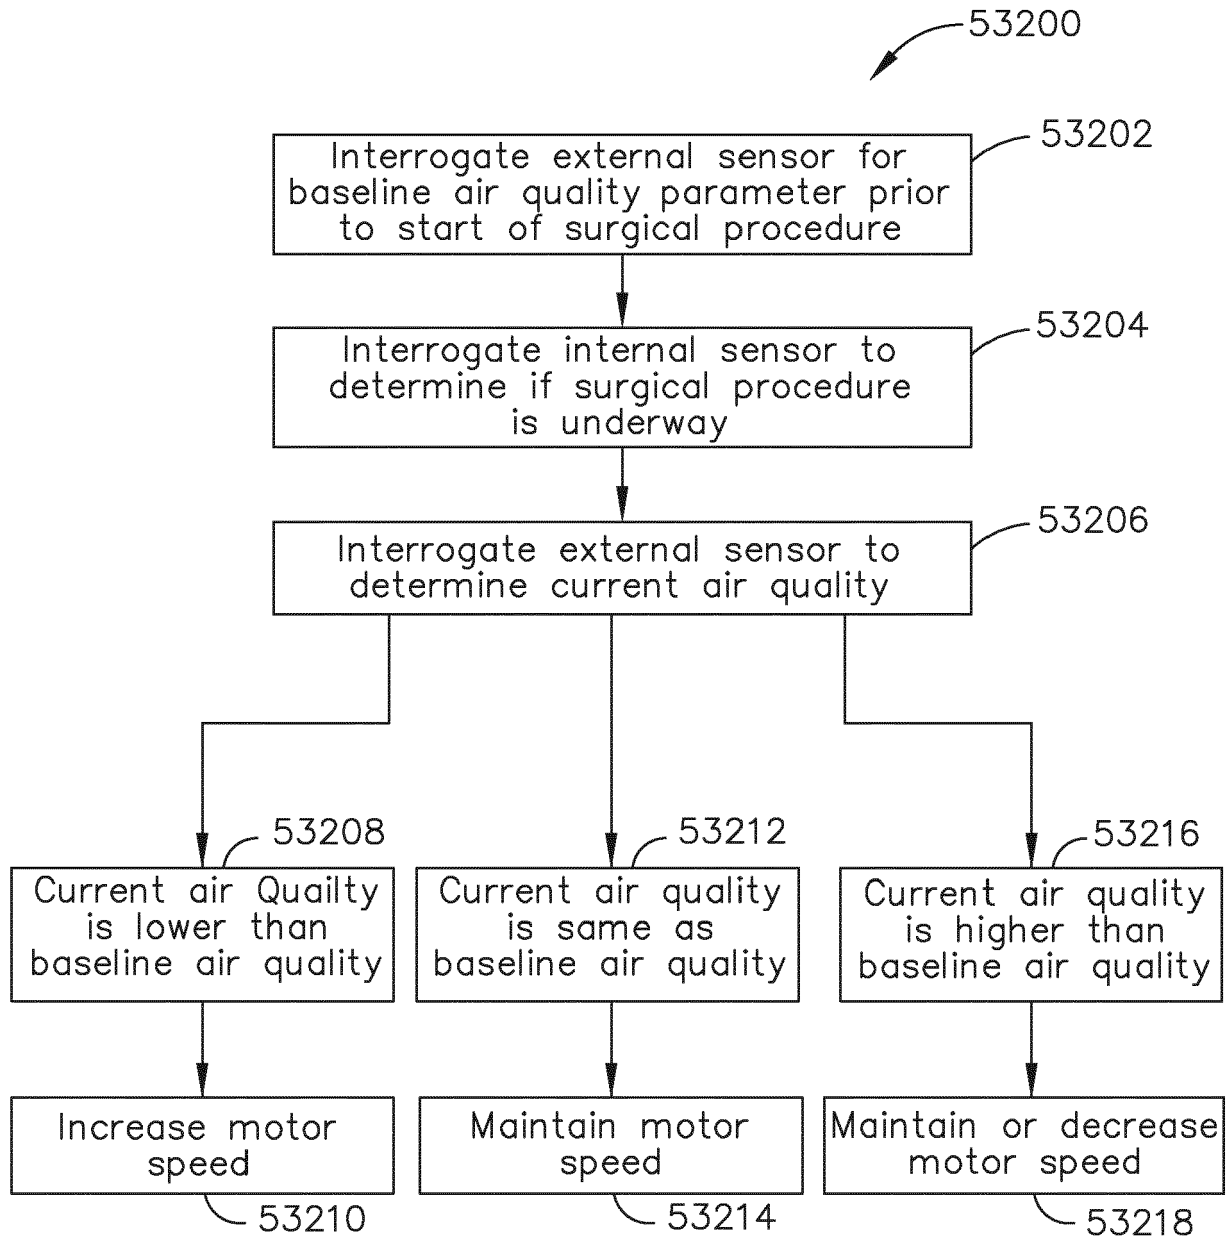 53200
53202
Interrogate external sensor for
baseline air quality parameter prior
to start of surgical procedure
53204
Interrogate internal sensor to
determine if surgical procedure
is underway
53206
Interrogate external sensor to
determine current air quality
53208
Current air Quailty
is lower than
baseline air quality
53212
Current air quality
is same as
baseline air quality
53216
Current air quality
is higher than
baseline air quality
Increase motor
speed
53210
Maintain motor
speed
53214
Maintain or decrease
motor speed
53218